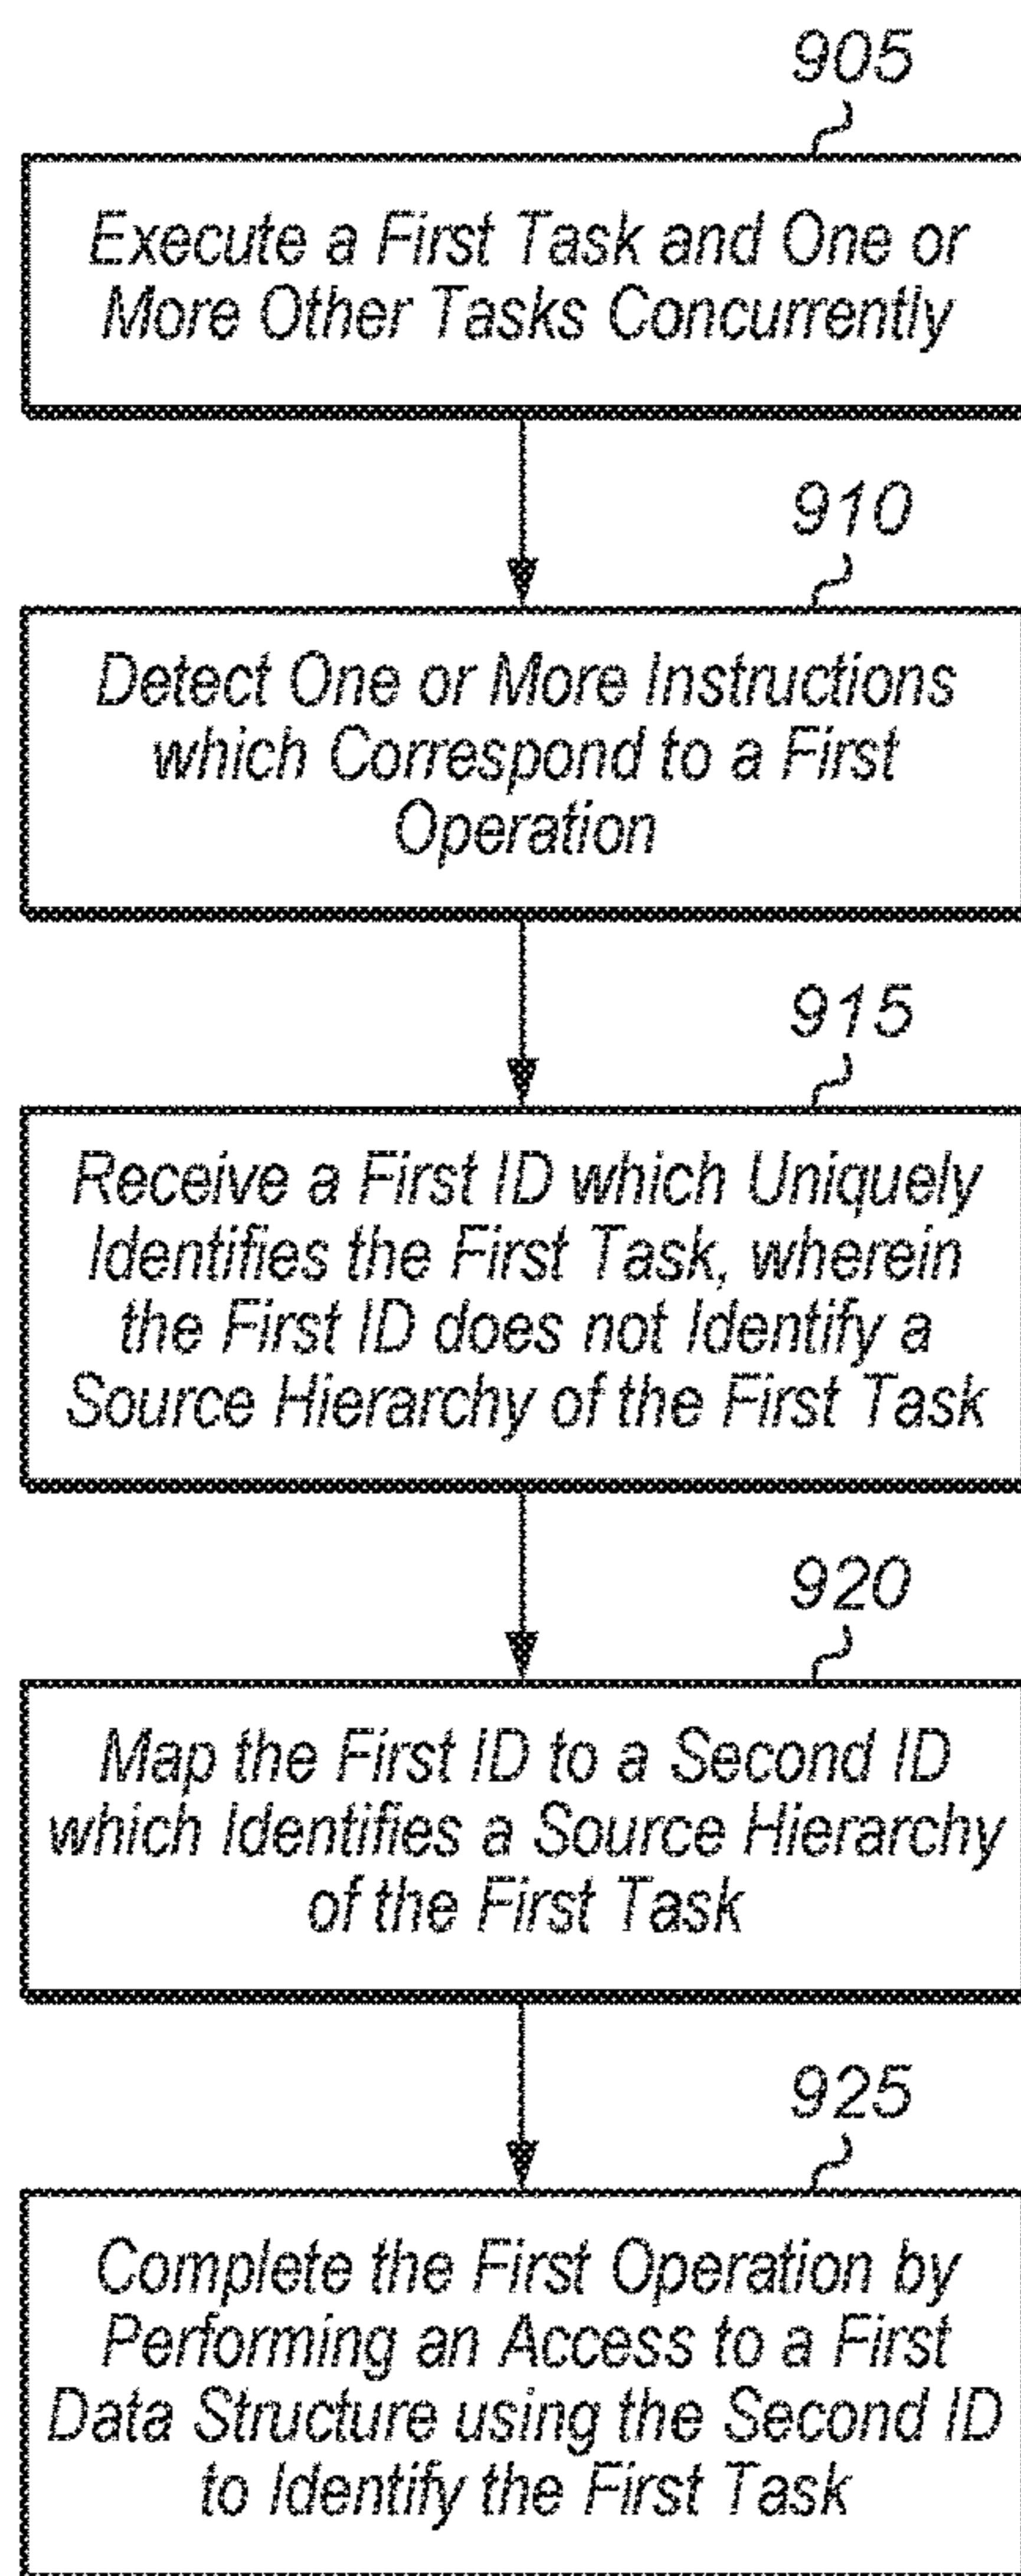 905
Execute a First Task and One or
More Other Tasks Concurrently
910
Detect One or More Instructions
which Correspond to a First
Operation
915
Receive a First ID which Uniquely
Identifies the First Task, wherein
the First ID does not Identify a
Source Hierarchy of the First Task
920
Map the First ID to a Second ID
which Identifies a Source Hierarchy
of the First Task
925
Complete the First Operation by
Performing an Access to a First
Data Structure using the Second ID
to Identify the First Task